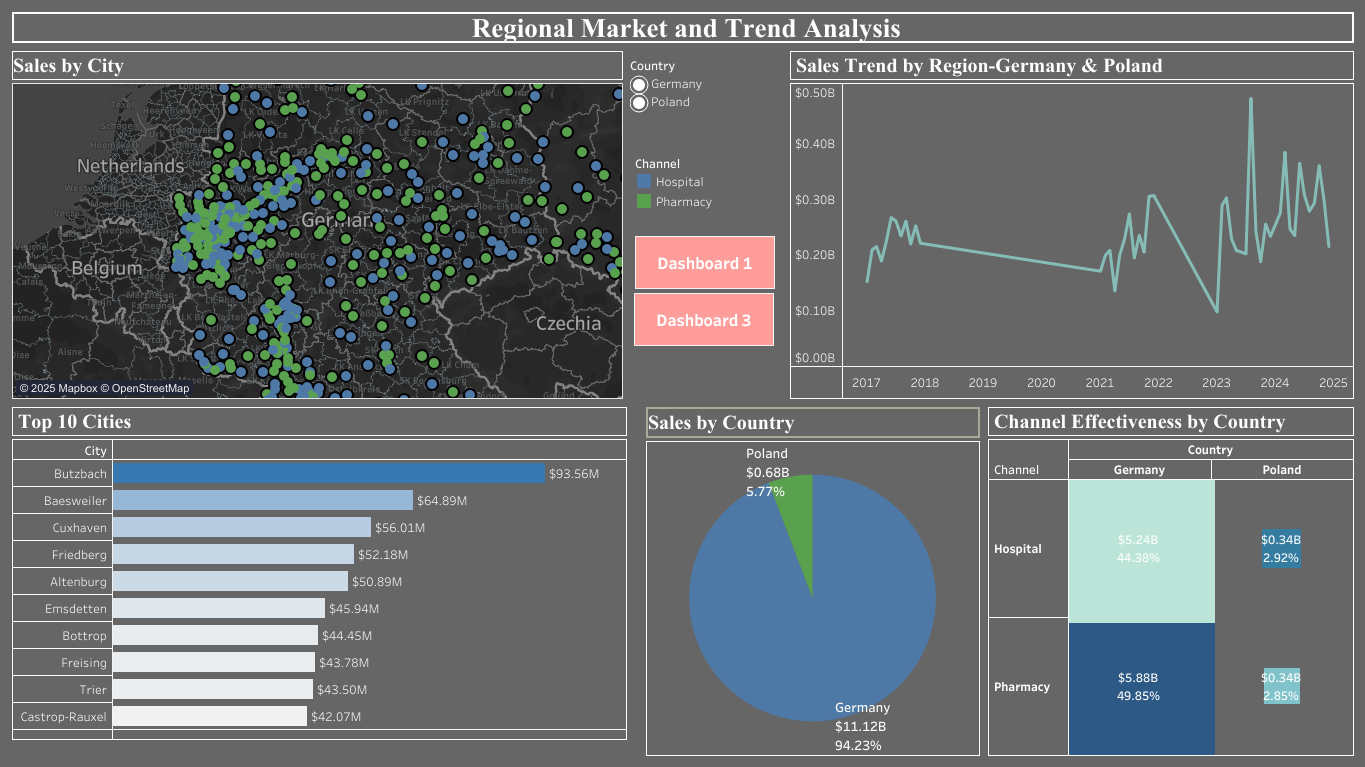 Regional Market and Trend Analysis
Sales by City
Netherlands
Belgium
German
Czechia
© 2025 Mapbox © OpenStreetMap
Country
Germany
Poland
Channel
Hospital
Pharmacy
Dashboard 1
Dashboard 3
Sales Trend by Region-Germany & Poland
$0.50B
$0.40B
$0.30B
$0.20B
$0.10B
$0.00B
2017 2018 2019 2020 2021 2022 2023 2024 2025
Top 10 Cities
City
Butzbach $93.56M
Baesweiler $64.89M
Cuxhaven $56.01M
Friedberg $52.18M
Altenburg $50.89M
Emsdetten $45.94M
Bottrop $44.45M
Freising $43.78M
Trier $43.50M
Castrop-Rauxel $42.07M
Sales by Country
Poland
$0.68B
5.77%
Germany
$11.12B
94.23%
Channel Effectiveness by Country
Country
Channel Germany Poland
Hospital
$5.24B
44.38%
$0.34B
2.92%
Pharmacy
$5.88B
49.85%
$0.34B
2.85%